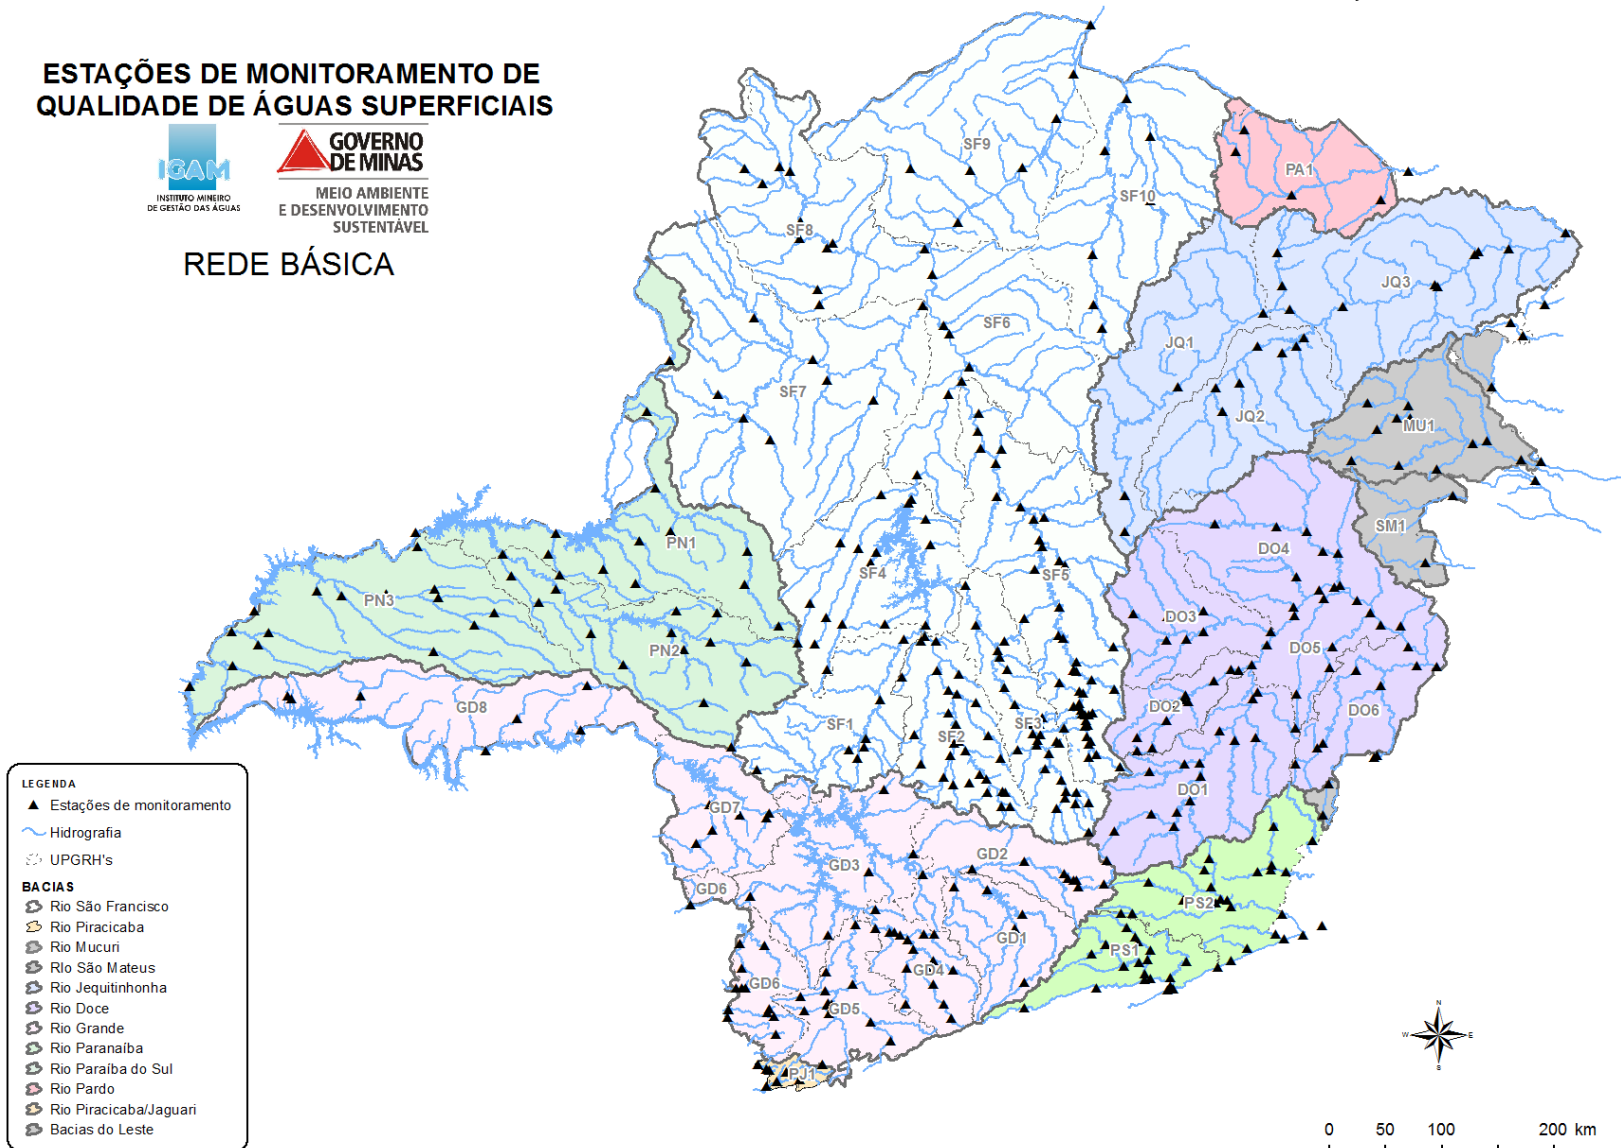 ESTAÇÕES DE MONITORAMENTO DE
QUALIDADE DE ÁGUAS SUPERFICIAIS
IGAM
INSTITUTO MINEIRO
DE GESTÃO DAS ÁGUAS
GOVERNO
DE MINAS
MEIO AMBIENTE
E DESENVOLVIMENTO
SUSTENTÁVEL
REDE BÁSICA
SF9
SF10
PA1
SF8
JQ3
SF6
JQ1
SF7
JQ2
MU1
SM1
PN1
DO4
SF4
SF5
PN3
DO3
PN2
DO5
GD8
SF1
SF2
SF3
DO2
DO6
DO1
GD7
GD3
GD2
GD6
PS2
GD1
PS1
GD4
GD6
GD5
PJ1
LEGENDA
Estações de monitoramento
Hidrografia
UPGRH's
BACIAS
Rio São Francisco
Rio Piracicaba
Rio Mucuri
RIo São Mateus
Rio Jequitinhonha
Rio Doce
Rio Grande
Rio Paranaíba
Rio Paraíba do Sul
Rio Pardo
Rio Piracicaba/Jaguari
Bacias do Leste
N
W
E
S
0 50 100 200 km